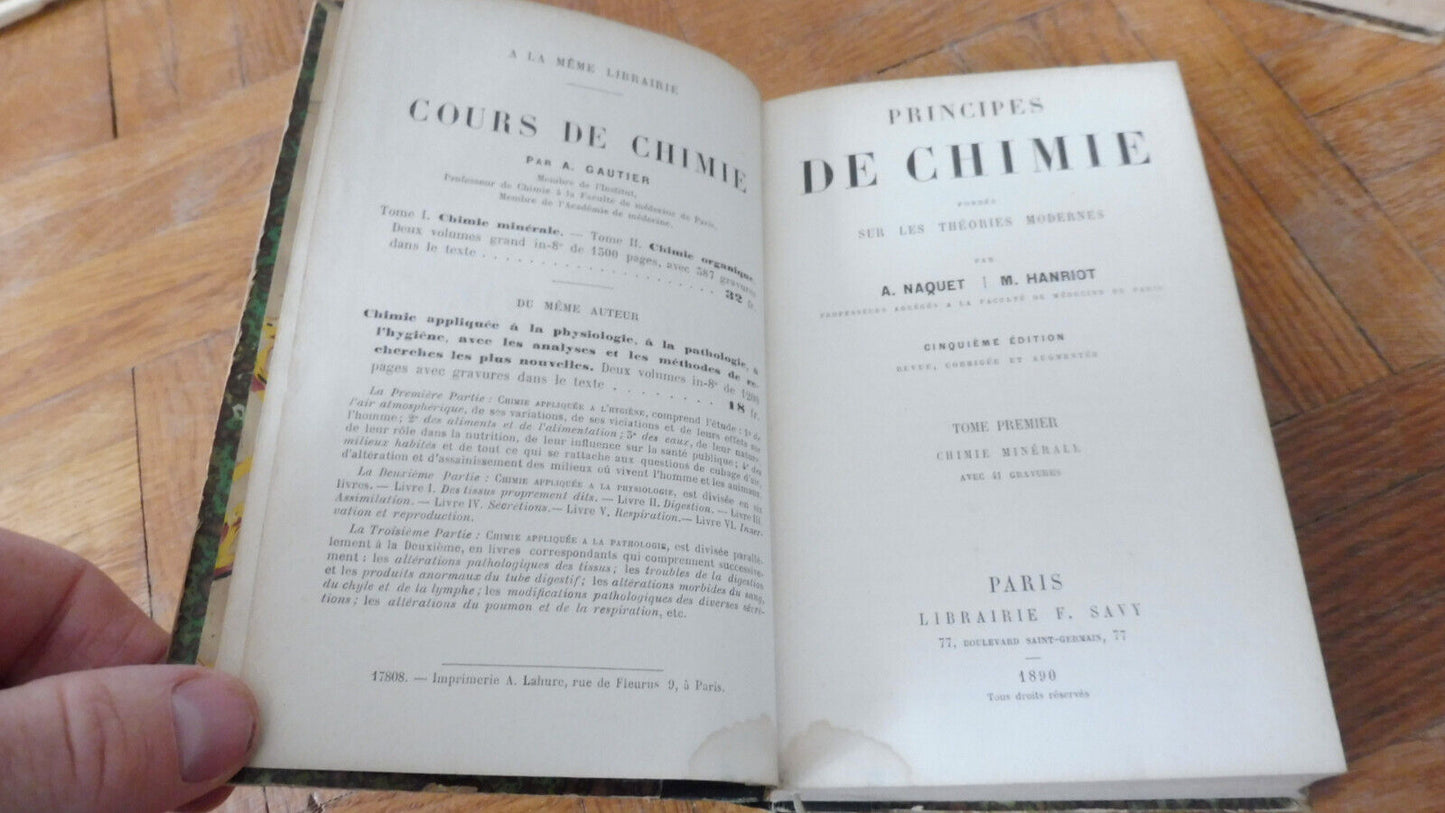 A LA MÊME LIBRAIRIE
COURS DE CHIMIE
PAR A. GAUTIER
Membre de l'Institut,
Professeur de Chimie à la Faculté de médecine de Paris,
Membre de l'Académie de médecine.
Tome I. Chimie minérale. — Tome II. Chimie organique
Deux volumes grand in-8° de 1500 pages, avec 587 gravures
dans le texte . . . . . . . . . . . . . . . . . . 32 fr.
DU MÊME AUTEUR
Chimie appliquée à la physiologie, à la pathologie, à
l'hygiène, avec les analyses et les méthodes de re-
cherches les plus nouvelles. Deux volumes in-8° de 1200
pages avec gravures dans le texte . . . . . . . . 18 fr.
La Première Partie : CHIMIE APPLIQUÉE A L'HYGIÈNE, comprend l'étude : 1° de
l'air atmosphérique, de ses variations, de ses viciations et de leurs effets sur
l'homme ; 2° des aliments et de l'alimentation ; 3° des eaux, de leur nature
de leur rôle dans la nutrition, de leur influence sur la santé publique ; 4° des
milieux habités et de tout ce qui se rattache aux questions de cubage d'air,
d'altération et d'assainissement des milieux où vivent l'homme et les animaux.
La Deuxième Partie : CHIMIE APPLIQUÉE A LA PHYSIOLOGIE, est divisée en six
livres. — Livre I. Des tissus proprement dits. — Livre II. Digestion. — Livre III.
Assimilation. — Livre IV. Sécrétions. — Livre V. Respiration. — Livre VI. Inner-
vation et reproduction.
La Troisième Partie : CHIMIE APPLIQUÉE A LA PATHOLOGIE, est divisée parallè-
lement à la Deuxième, en livres correspondants qui comprennent successive-
ment : les altérations pathologiques des tissus ; les troubles de la digestion
et les produits anormaux du tube digestif ; les altérations morbides du sang,
du chyle et de la lymphe ; les modifications pathologiques des diverses sécré-
tions ; les altérations du poumon et de la respiration, etc.
17808. — Imprimerie A. Lahure, rue de Fleurus 9, à Paris.
PRINCIPES
DE CHIMIE
FONDÉS
SUR LES THÉORIES MODERNES
PAR
A. NAQUET | M. HANRIOT
PROFESSEURS AGRÉGÉS A LA FACULTÉ DE MÉDECINE DE PARIS
CINQUIÈME ÉDITION
REVUE, CORRIGÉE ET AUGMENTÉE
TOME PREMIER
CHIMIE MINÉRALE
AVEC 41 GRAVURES
PARIS
LIBRAIRIE F. SAVY
77, BOULEVARD SAINT-GERMAIN, 77
1890
Tous droits réservés